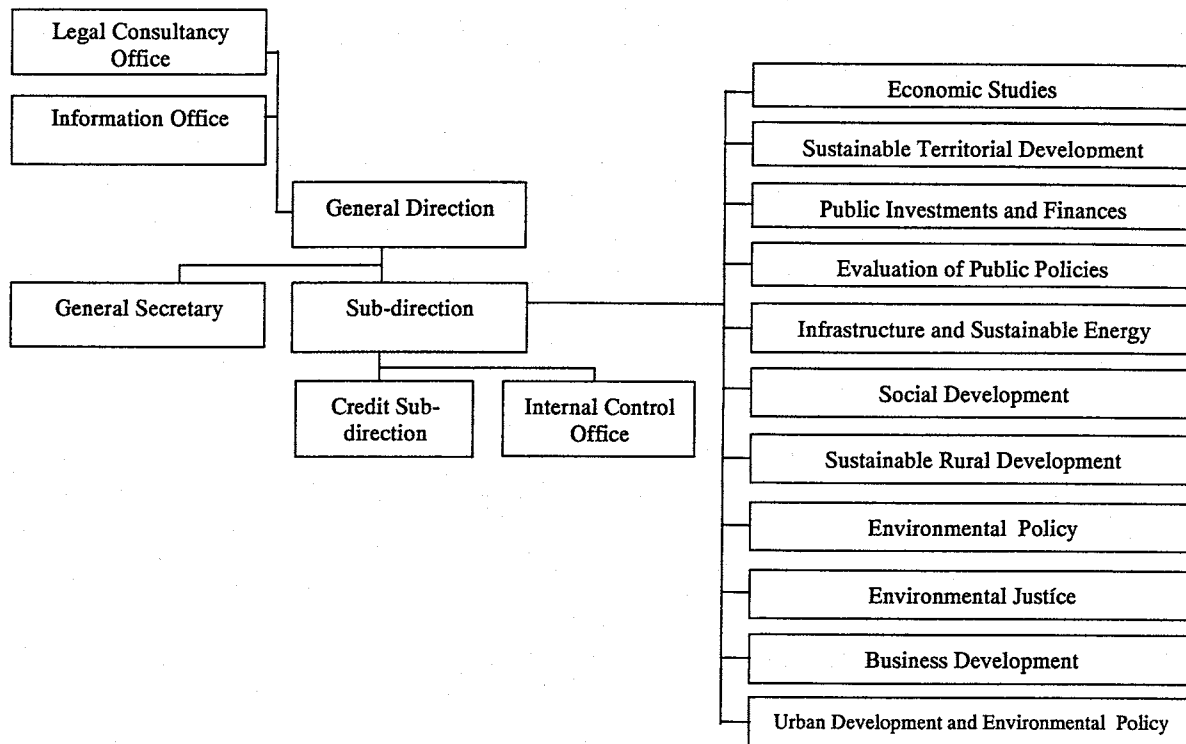 Legal Consultancy
Office
Information Office
General Direction
General Secretary
Sub-direction
Credit Sub-
direction
Internal Control
Office
Economic Studies
Sustainable Territorial Development
Public Investments and Finances
Evaluation of Public Policies
Infrastructure and Sustainable Energy
Social Development
Sustainable Rural Development
Environmental Policy
Environmental Justíce
Business Development
Urban Development and Environmental Policy